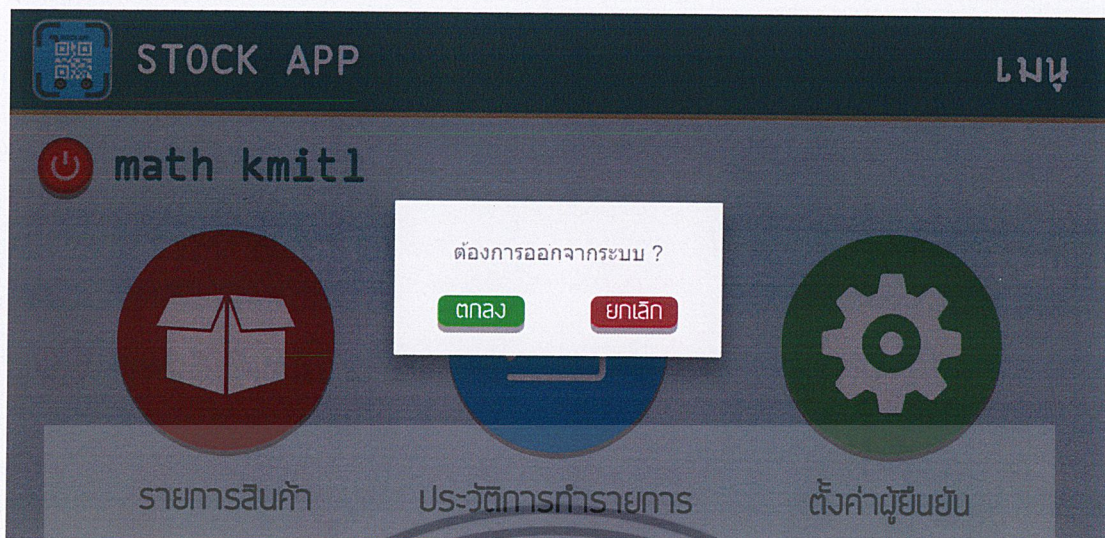 STOCK APP
เมนู
math kmitl
ต้องการออกจากระบบ ?
ตกลง ยกเลิก
รายการสินค้า ประวัติการทำรายการ ตั้งค่าผู้ยืนยัน